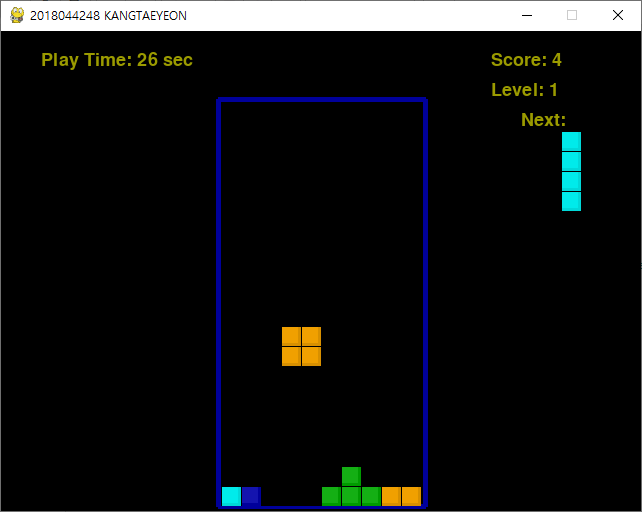 2018044248 KANGTAEYEON
Play Time: 26 sec
Score: 4
Level: 1
Next: